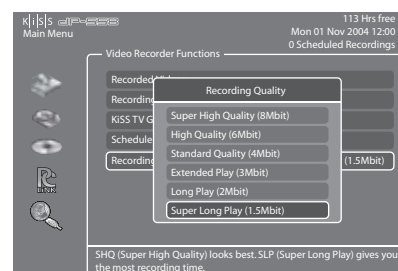 KiSS DP-558
113 Hrs free
Main Menu
Mon 01 Nov 2004 12:00
0 Scheduled Recordings
Video Recorder Functions
Recorded
Recording Quality
Recording
Super High Quality (8Mbit)
KiSS TV G
High Quality (6Mbit)
Schedule
Standard Quality (4Mbit)
Recording
(1.5Mbit)
Extended Play (3Mbit)
Long Play (2Mbit)
Super Long Play (1.5Mbit)
LINK
SHQ (Super High Quality) looks best. SLP (Super Long Play) gives you
the most recording time.